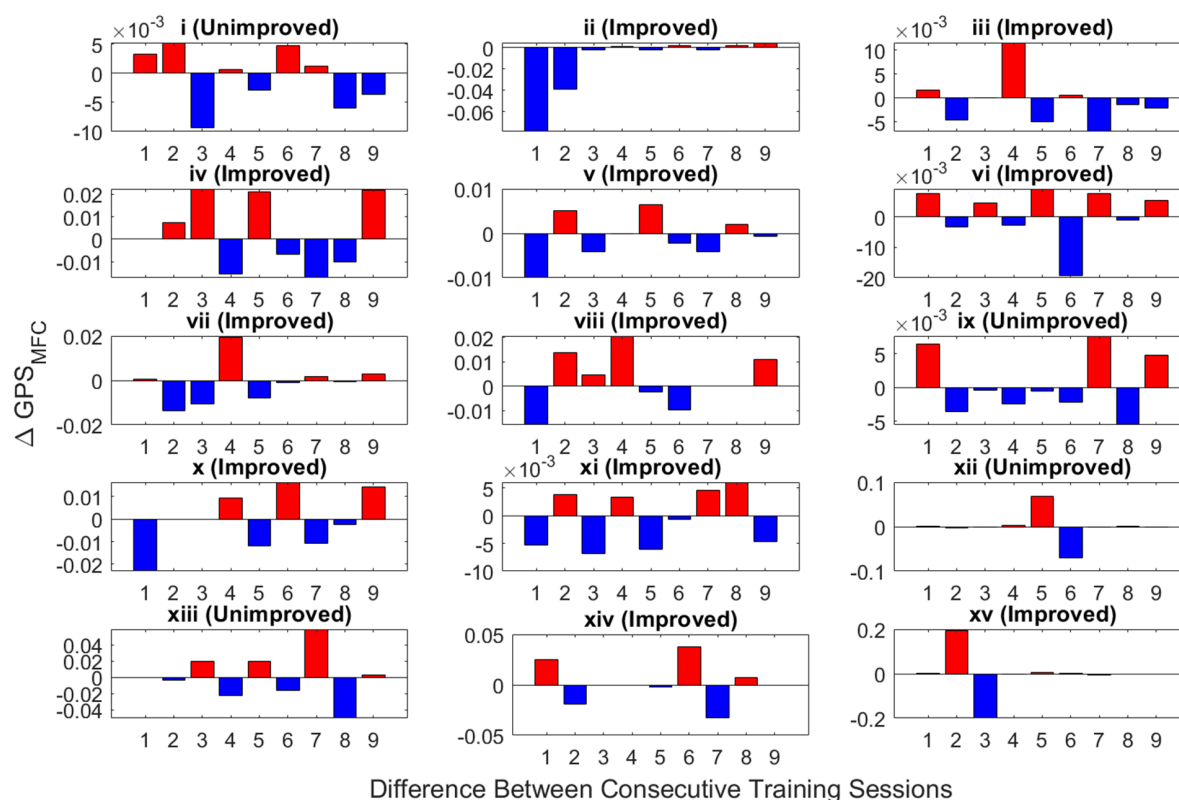 i (Unimproved)
×10⁻³
5
0
-5
-10
1 2 3 4 5 6 7 8 9
ii (Improved)
0
-0.02
-0.04
-0.06
1 2 3 4 5 6 7 8 9
iii (Improved)
×10⁻³
10
5
0
-5
1 2 3 4 5 6 7 8 9
iv (Improved)
0.02
0.01
0
-0.01
1 2 3 4 5 6 7 8 9
v (Improved)
0.01
0
-0.01
1 2 3 4 5 6 7 8 9
vi (Improved)
×10⁻³
0
-10
-20
1 2 3 4 5 6 7 8 9
vii (Improved)
0.02
0
-0.02
1 2 3 4 5 6 7 8 9
viii (Improved)
0.02
0.01
0
-0.01
1 2 3 4 5 6 7 8 9
ix (Unimproved)
×10⁻³
5
0
-5
1 2 3 4 5 6 7 8 9
x (Improved)
0.01
0
-0.01
-0.02
1 2 3 4 5 6 7 8 9
xi (Improved)
×10⁻³
5
0
-5
-10
1 2 3 4 5 6 7 8 9
xii (Unimproved)
0.1
0
-0.1
1 2 3 4 5 6 7 8 9
xiii (Unimproved)
0.04
0.02
0
-0.02
-0.04
1 2 3 4 5 6 7 8 9
xiv (Improved)
0.05
0
-0.05
1 2 3 4 5 6 7 8 9
xv (Improved)
0.2
0
-0.2
1 2 3 4 5 6 7 8 9
Δ GPS_MFC
Difference Between Consecutive Training Sessions